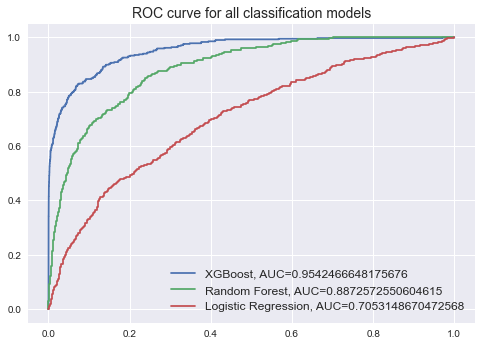 ROC curve for all classification models
1.0
0.8
0.6
0.4
0.2
0.0
XGBoost, AUC=0.9542466648175676
Random Forest, AUC=0.8872572550604615
Logistic Regression, AUC=0.7053148670472568
0.0 0.2 0.4 0.6 0.8 1.0